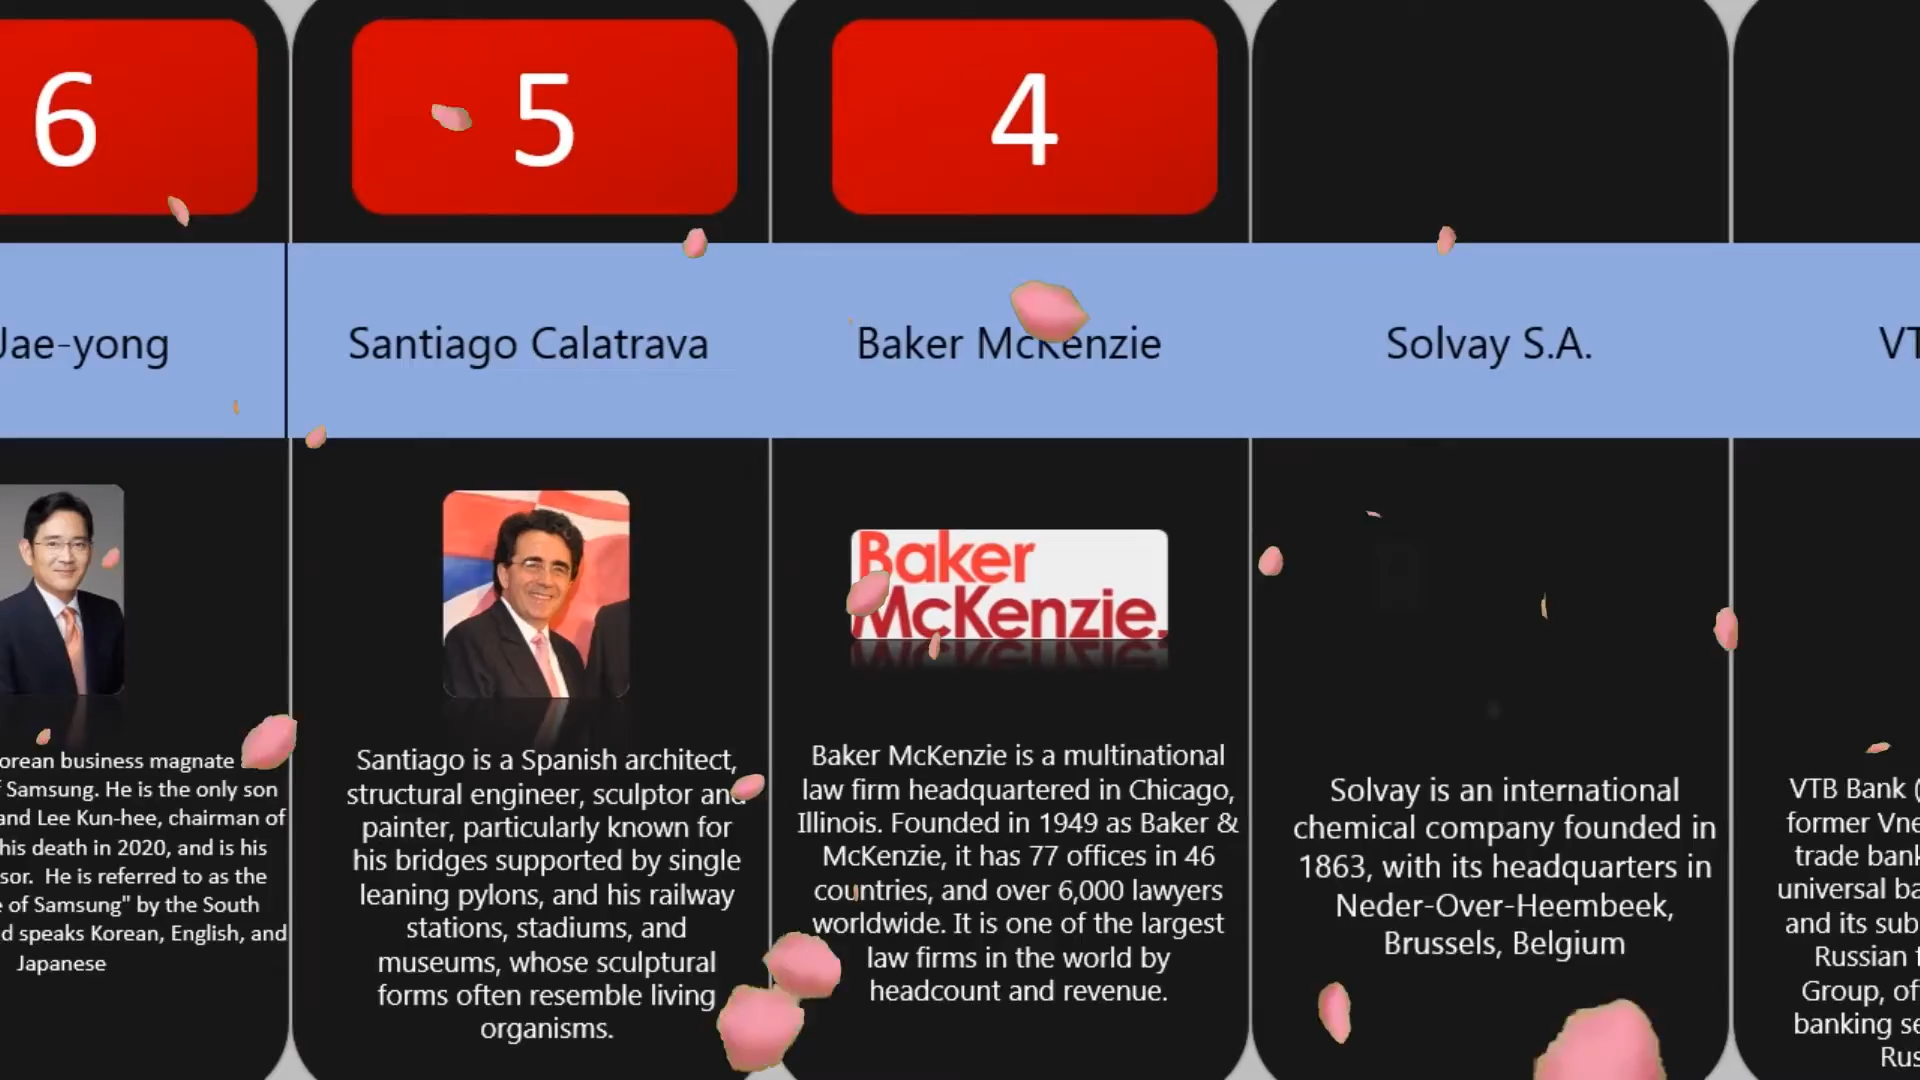 6
Jae-yong
orean business magnate
Samsung. He is the only son
and Lee Kun-hee, chairman of
his death in 2020, and is his
sor. He is referred to as the
of Samsung" by the South
d speaks Korean, English, and
Japanese
5
Santiago Calatrava
Santiago is a Spanish architect,
structural engineer, sculptor and
painter, particularly known for
his bridges supported by single
leaning pylons, and his railway
stations, stadiums, and
museums, whose sculptural
forms often resemble living
organisms.
4
Baker McKenzie
Baker
McKenzie.
Baker McKenzie is a multinational
law firm headquartered in Chicago,
Illinois. Founded in 1949 as Baker &
McKenzie, it has 77 offices in 46
countries, and over 6,000 lawyers
worldwide. It is one of the largest
law firms in the world by
headcount and revenue.
Solvay S.A.
Solvay is an international
chemical company founded in
1863, with its headquarters in
Neder-Over-Heembeek,
Brussels, Belgium
VT
VTB Bank (
former Vne
trade bank
universal ba
and its sub
Russian f
Group, of
banking se
Rus